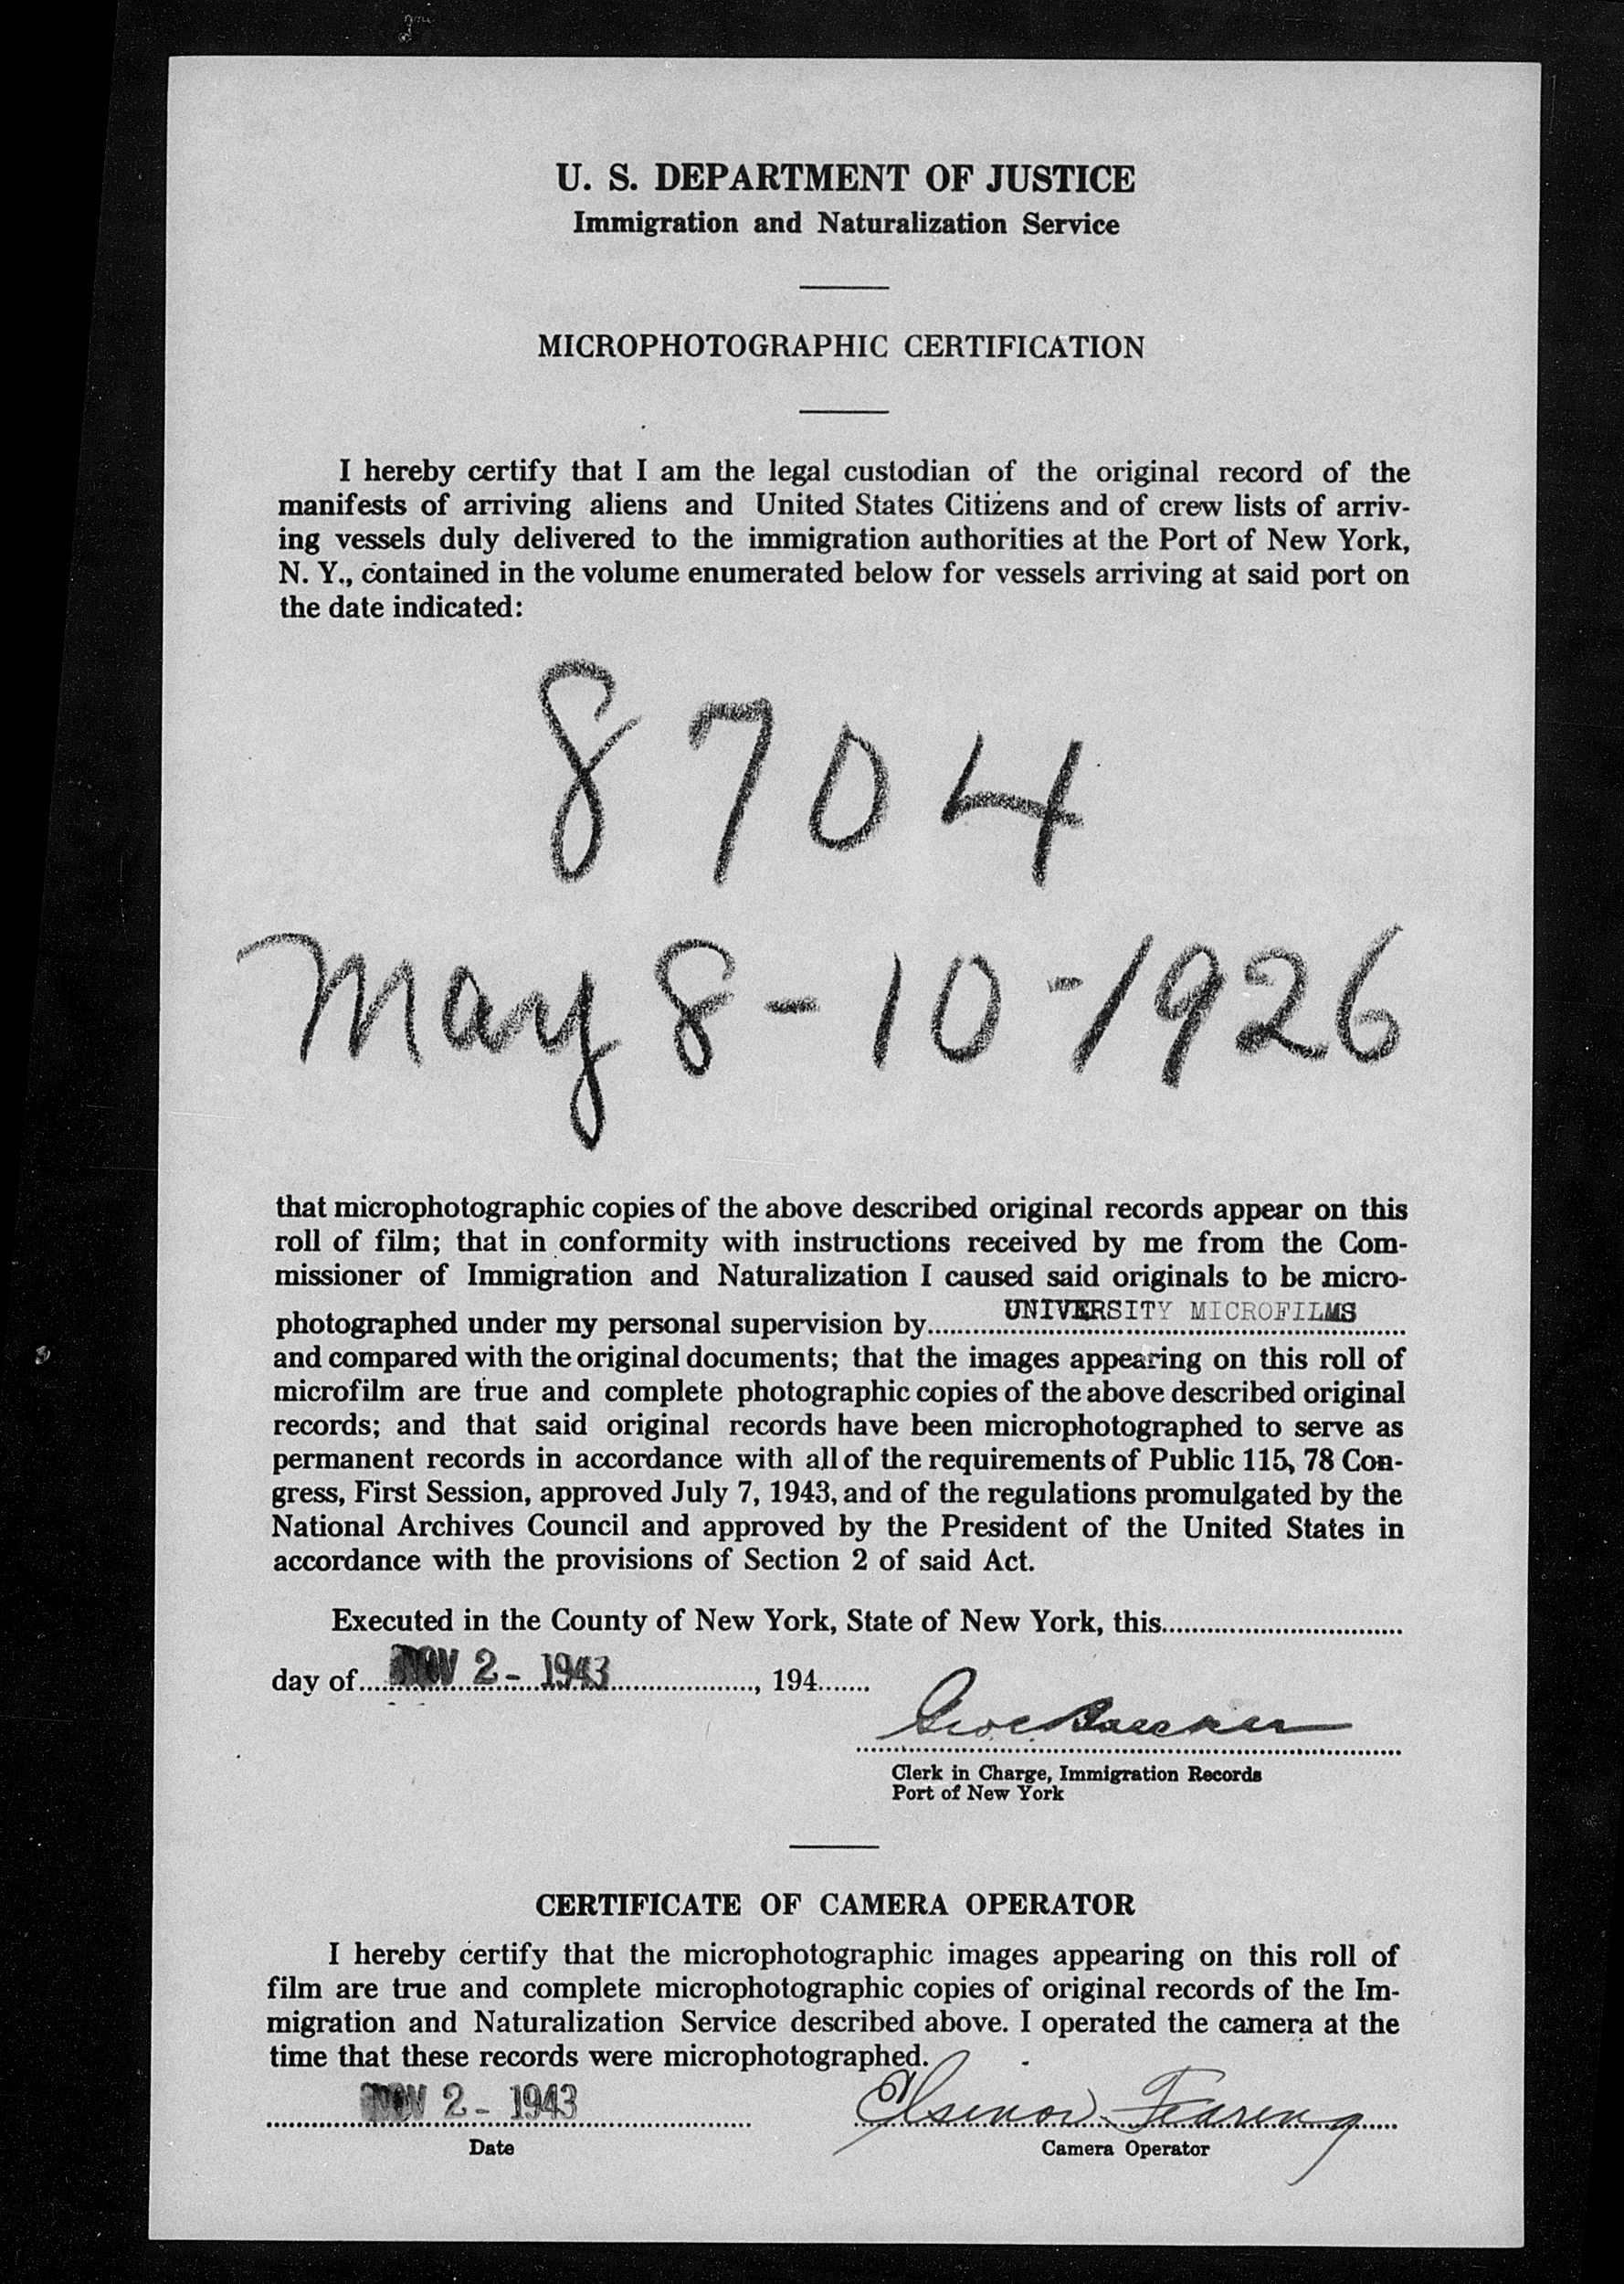 U. S. DEPARTMENT OF JUSTICE
Immigration and Naturalization Service
MICROPHOTOGRAPHIC CERTIFICATION
I hereby certify that I am the legal custodian of the original record of the
manifests of arriving aliens and United States Citizens and of crew lists of arriv-
ing vessels duly delivered to the immigration authorities at the Port of New York,
N. Y., contained in the volume enumerated below for vessels arriving at said port on
the date indicated:
8704
May 8-10-1926
that microphotographic copies of the above described original records appear on this
roll of film; that in conformity with instructions received by me from the Com-
missioner of Immigration and Naturalization I caused said originals to be micro-
photographed under my personal supervision by UNIVERSITY MICROFILMS
and compared with the original documents; that the images appearing on this roll of
microfilm are true and complete photographic copies of the above described original
records; and that said original records have been microphotographed to serve as
permanent records in accordance with all of the requirements of Public 115, 78 Con-
gress, First Session, approved July 7, 1943, and of the regulations promulgated by the
National Archives Council and approved by the President of the United States in
accordance with the provisions of Section 2 of said Act.
Executed in the County of New York, State of New York, this
day of NOV 2- 1943, 194
Clerk in Charge, Immigration Records
Port of New York
CERTIFICATE OF CAMERA OPERATOR
I hereby certify that the microphotographic images appearing on this roll of
film are true and complete microphotographic copies of original records of the Im-
migration and Naturalization Service described above. I operated the camera at the
time that these records were microphotographed.
NOV 2- 1943
Date
Camera Operator